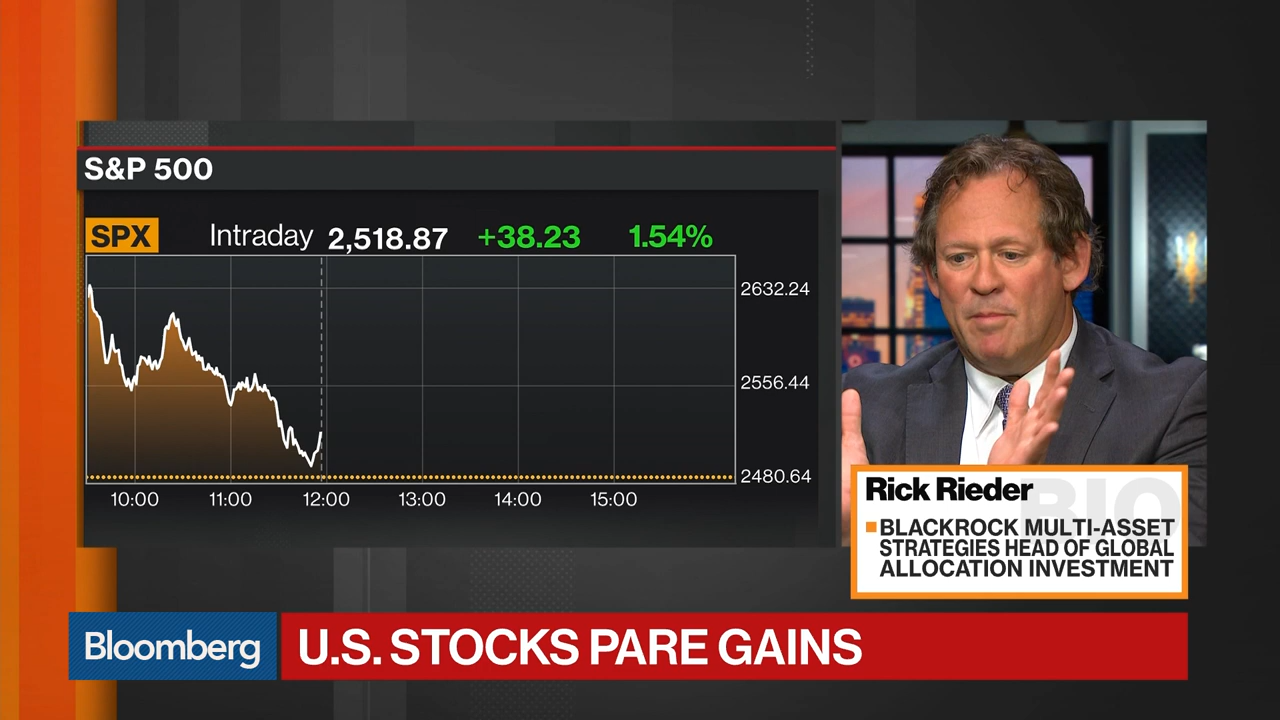 S&P 500
SPX Intraday 2,518.87 +38.23 1.54%
2632.24
2556.44
2480.64
10:00 11:00 12:00 13:00 14:00 15:00
BIO
Rick Rieder
BLACKROCK MULTI-ASSET
STRATEGIES HEAD OF GLOBAL
ALLOCATION INVESTMENT
Bloomberg
U.S. STOCKS PARE GAINS